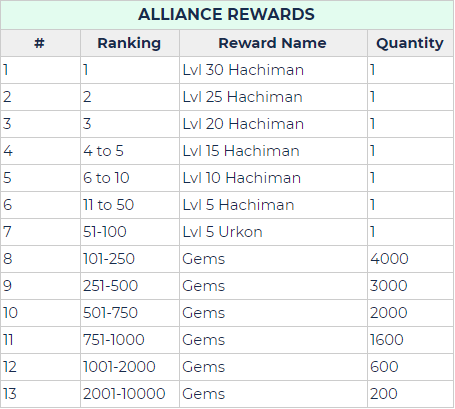 ALLIANCE REWARDS
# Ranking Reward Name Quantity
1 1 Lvl 30 Hachiman 1
2 2 Lvl 25 Hachiman 1
3 3 Lvl 20 Hachiman 1
4 4 to 5 Lvl 15 Hachiman 1
5 6 to 10 Lvl 10 Hachiman 1
6 11 to 50 Lvl 5 Hachiman 1
7 51-100 Lvl 5 Urkon 1
8 101-250 Gems 4000
9 251-500 Gems 3000
10 501-750 Gems 2000
11 751-1000 Gems 1600
12 1001-2000 Gems 600
13 2001-10000 Gems 200